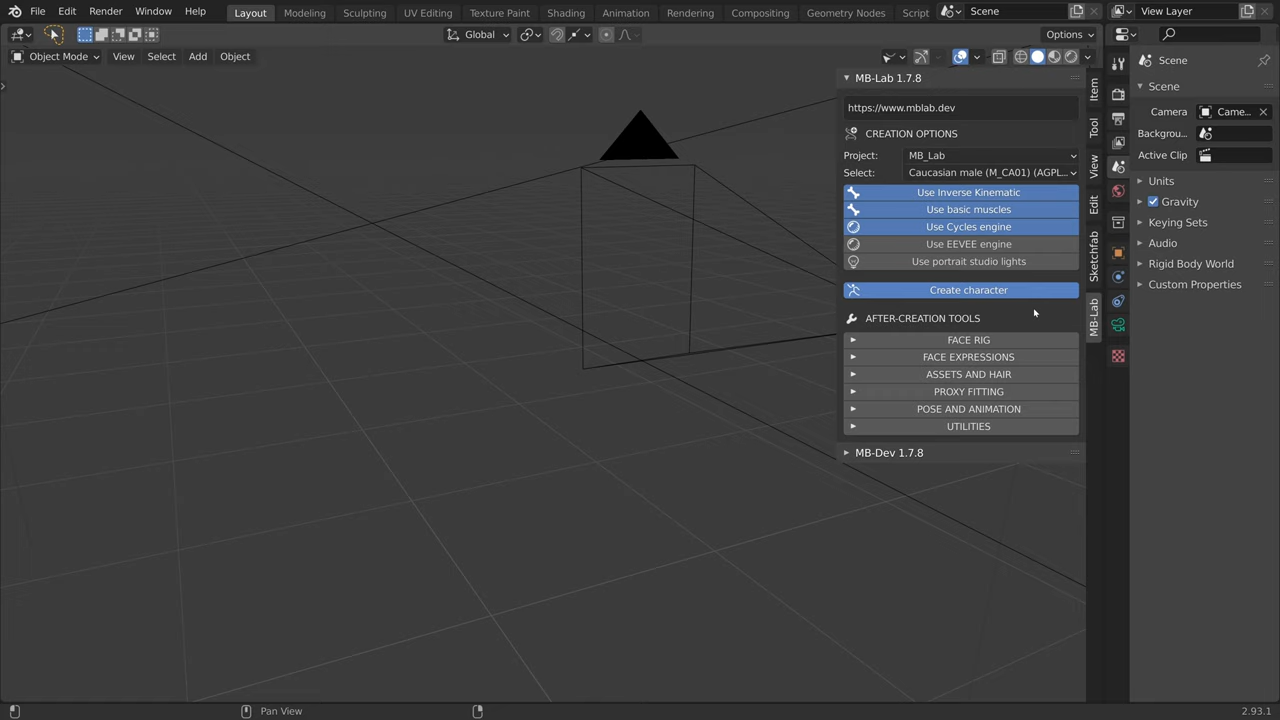 File Edit Render Window Help Layout Modeling Sculpting UV Editing Texture Paint Shading Animation Rendering Compositing Geometry Nodes Script Scene View Layer
Global Options
Object Mode View Select Add Object
MB-Lab 1.7.8
https://www.mblab.dev
CREATION OPTIONS
Project: MB_Lab
Select: Caucasian male (M_CA01) (AGPL...
Use Inverse Kinematic
Use basic muscles
Use Cycles engine
Use EEVEE engine
Use portrait studio lights
Create character
AFTER-CREATION TOOLS
FACE RIG
FACE EXPRESSIONS
ASSETS AND HAIR
PROXY FITTING
POSE AND ANIMATION
UTILITIES
MB-Dev 1.7.8
Item
Tool
View
Edit
Sketchfab
MB-Lab
Scene
Scene
Camera Came...
Backgrou...
Active Clip
Units
Gravity
Keying Sets
Audio
Rigid Body World
Custom Properties
Pan View 2.93.1